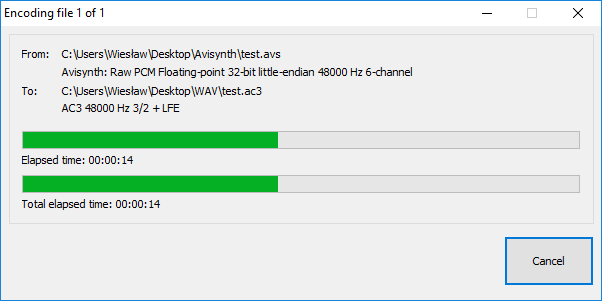 Encoding file 1 of 1
From: C:\Users\Wiesław\Desktop\Avisynth\test.avs
Avisynth: Raw PCM Floating-point 32-bit little-endian 48000 Hz 6-channel
To: C:\Users\Wiesław\Desktop\WAV\test.ac3
AC3 48000 Hz 3/2 + LFE
Elapsed time: 00:00:14
Total elapsed time: 00:00:14
Cancel